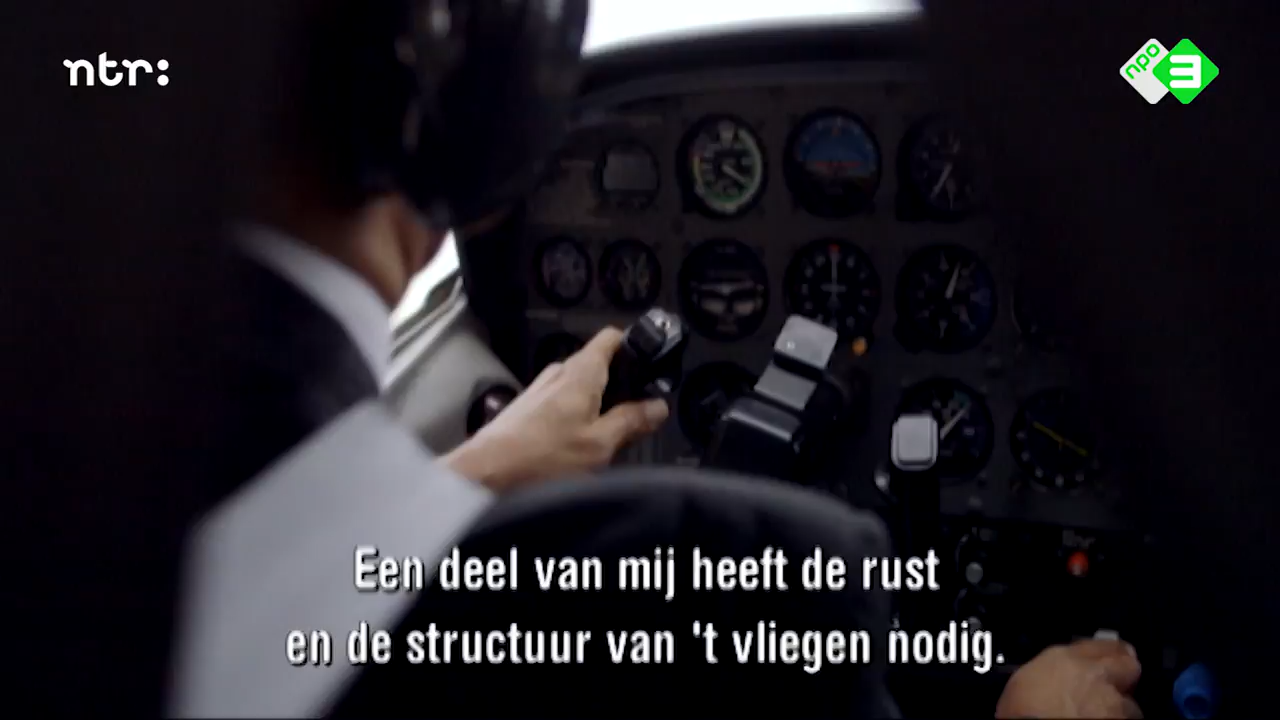 ntr:
npo
3
Een deel van mij heeft de rust
en de structuur van 't vliegen nodig.